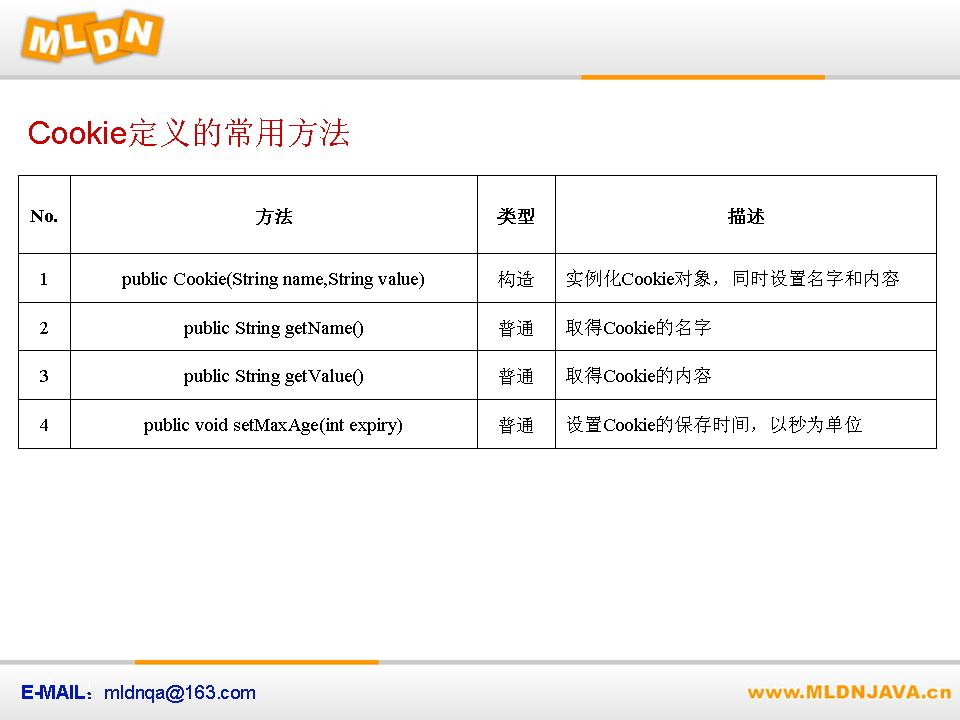 MLDN
Cookie定义的常用方法
No. 方法 类型 描述
1 public Cookie(String name,String value) 构造 实例化Cookie对象，同时设置名字和内容
2 public String getName() 普通 取得Cookie的名字
3 public String getValue() 普通 取得Cookie的内容
4 public void setMaxAge(int expiry) 普通 设置Cookie的保存时间，以秒为单位
E-MAIL：mldnqa@163.com www.MLDNJAVA.cn